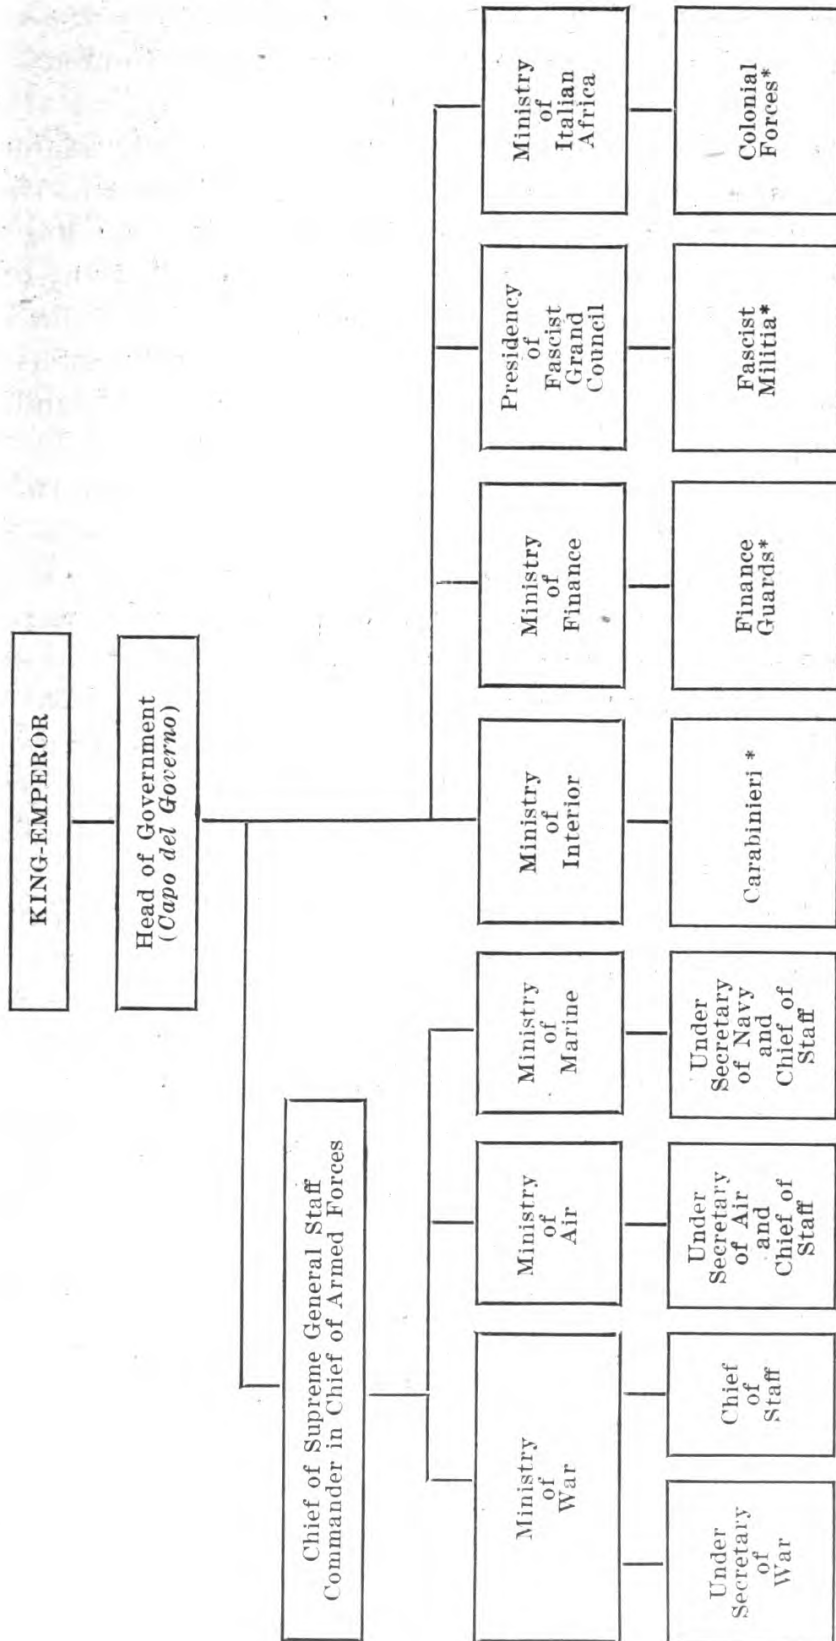 KING-EMPEROR
Head of Government
(Capo del Governo)
Chief of Supreme General Staff
Commander in Chief of Armed Forces
Ministry
of
War
Ministry
of
Air
Ministry
of
Marine
Ministry
of
Interior
Ministry
of
Finance
Presidency
of
Fascist
Grand
Council
Ministry
of
Italian
Africa
Under
Secretary
of
War
Chief
of
Staff
Under
Secretary
of Air
and
Chief of
Staff
Under
Secretary
of Navy
and
Chief of
Staff
Carabinieri *
Finance
Guards*
Fascist
Militia*
Colonial
Forces*